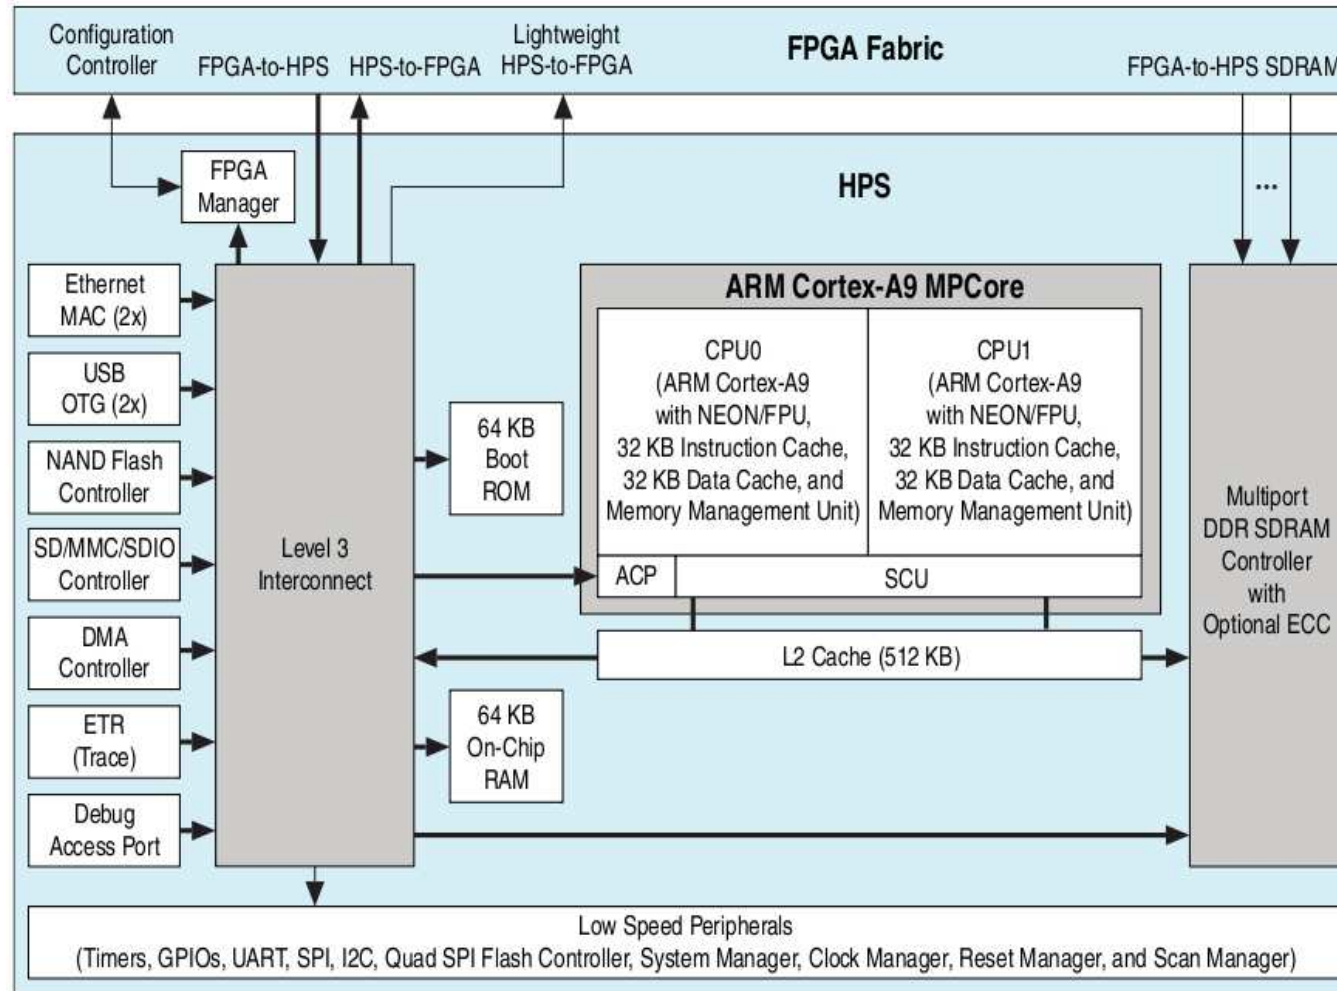 Configuration
Controller
FPGA-to-HPS
HPS-to-FPGA
Lightweight
HPS-to-FPGA
FPGA Fabric
FPGA-to-HPS SDRAM
FPGA
Manager
HPS
...
Ethernet
MAC (2x)
USB
OTG (2x)
NAND Flash
Controller
SD/MMC/SDIO
Controller
DMA
Controller
ETR
(Trace)
Debug
Access Port
Level 3
Interconnect
64 KB
Boot
ROM
64 KB
On-Chip
RAM
ARM Cortex-A9 MPCore
CPU0
(ARM Cortex-A9
with NEON/FPU,
32 KB Instruction Cache,
32 KB Data Cache, and
Memory Management Unit)
CPU1
(ARM Cortex-A9
with NEON/FPU,
32 KB Instruction Cache,
32 KB Data Cache, and
Memory Management Unit)
ACP
SCU
L2 Cache (512 KB)
Multiport
DDR SDRAM
Controller
with
Optional ECC
Low Speed Peripherals
(Timers, GPIOs, UART, SPI, I2C, Quad SPI Flash Controller, System Manager, Clock Manager, Reset Manager, and Scan Manager)